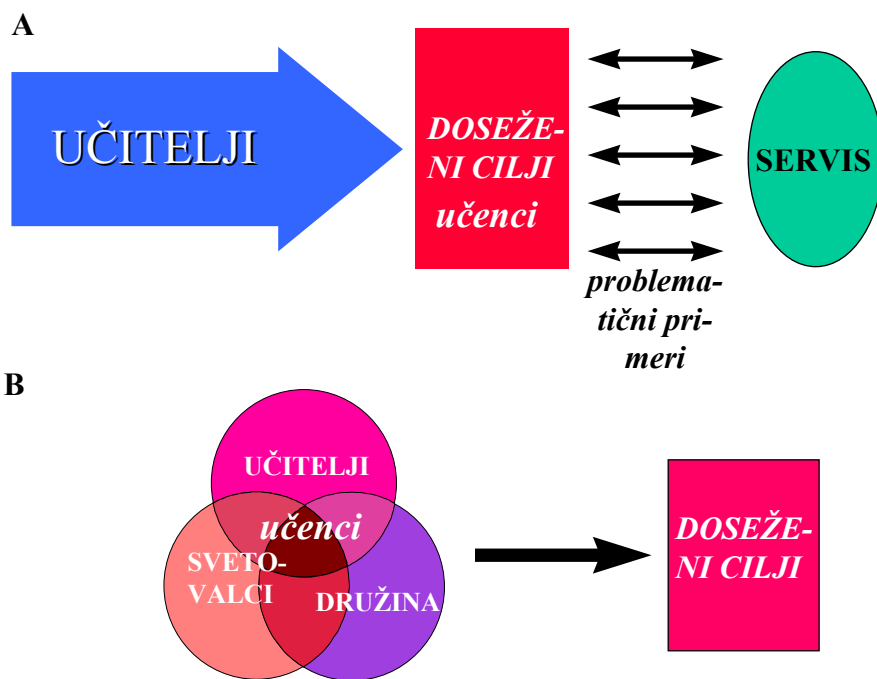 A
UČITELJI
DOSEŽE-
NI CILJI
učenci
SERVIS
problema-
tični pri-
meri
B
UČITELJI
učenci
SVETO-
VALCI
DRUŽINA
DOSEŽE-
NI CILJI